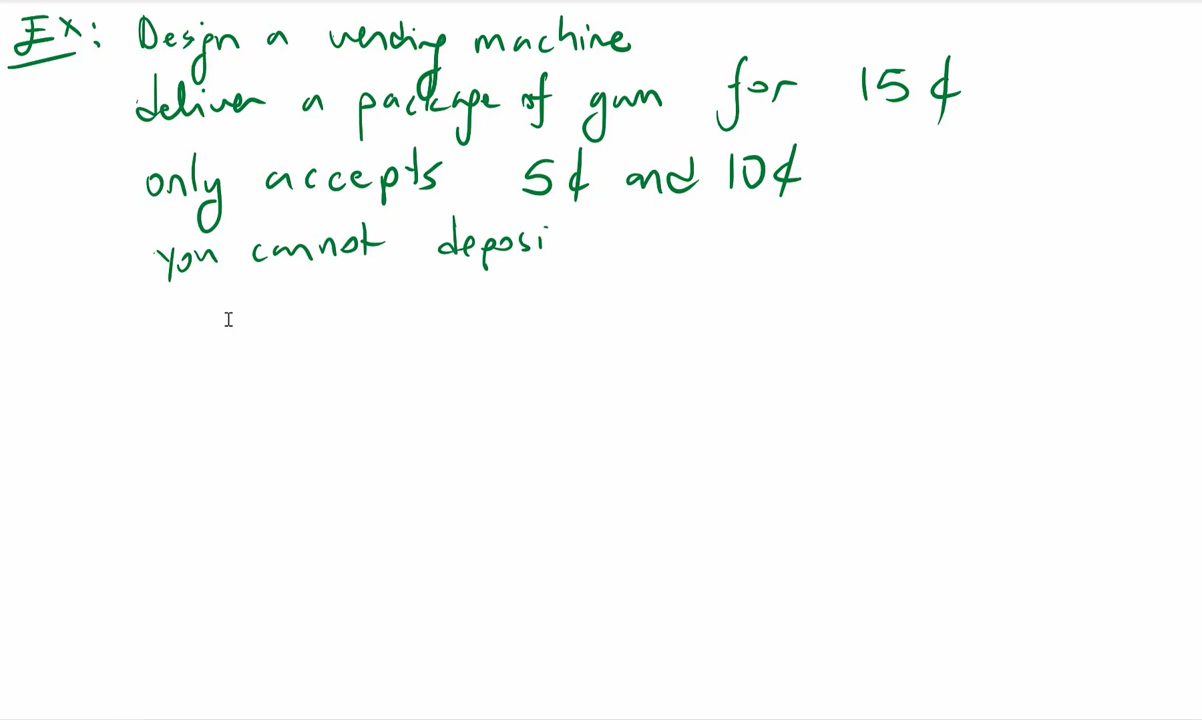 Ex: Design a vending machine
deliver a package of gum for 15 ¢
only accepts 5¢ and 10¢
you cannot deposi